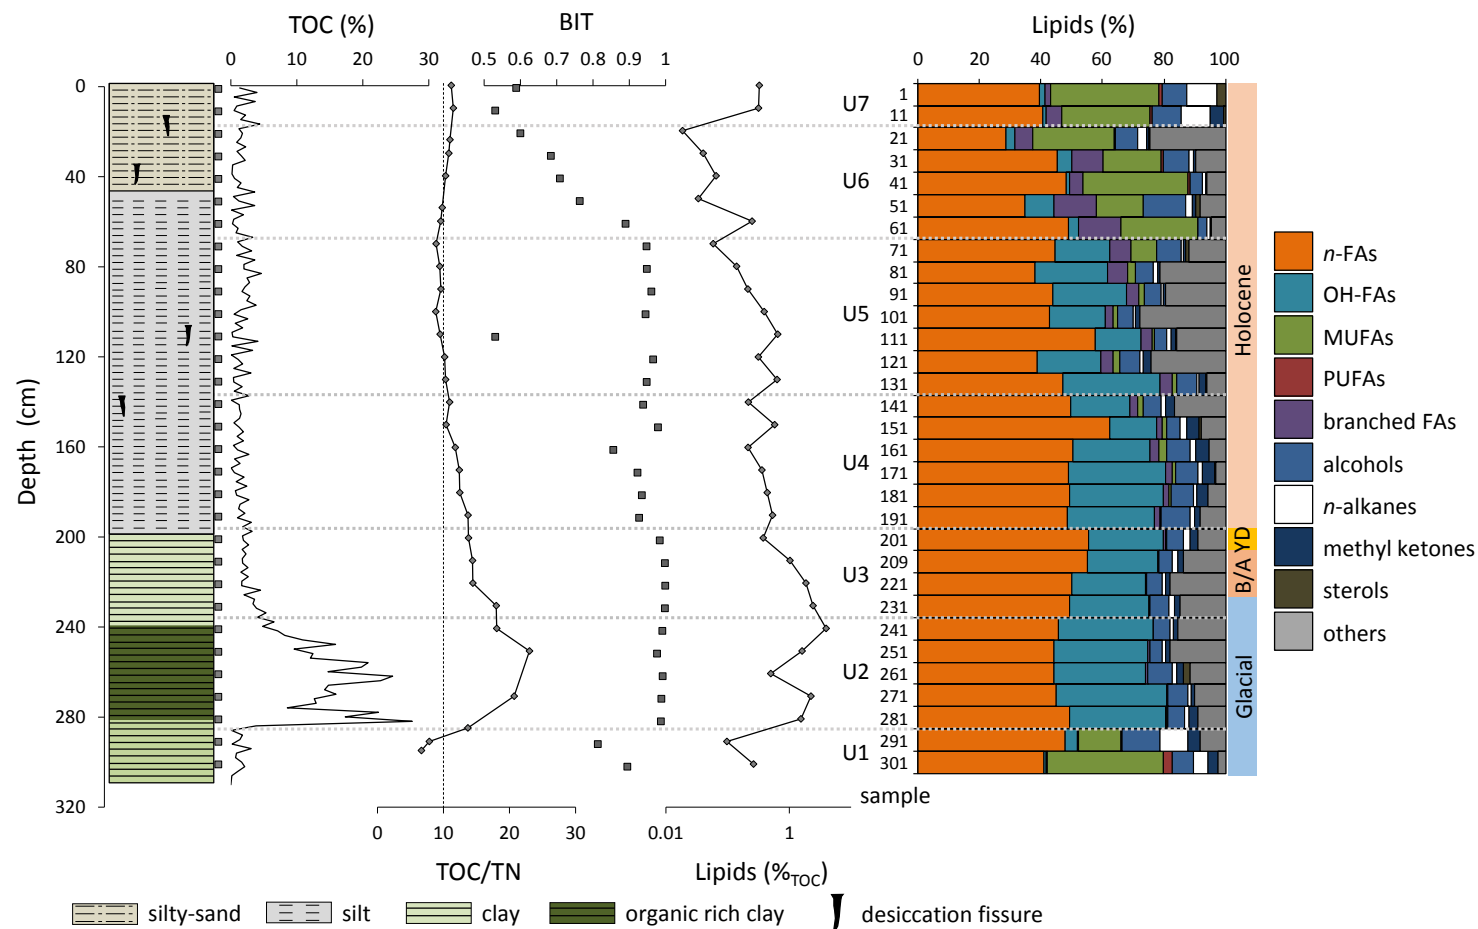 TOC (%)
BIT
Lipids (%)
0 10 20 30
0.5 0.6 0.7 0.8 0.9 1
0 20 40 60 80 100
Depth (cm)
0
40
80
120
160
200
240
280
320
U7
U6
U5
U4
U3
U2
U1
1
11
21
31
41
51
61
71
81
91
101
111
121
131
141
151
161
171
181
191
201
209
221
231
241
251
261
271
281
291
301
sample
Holocene
YD
B/A
Glacial
n-FAs
OH-FAs
MUFAs
PUFAs
branched FAs
alcohols
n-alkanes
methyl ketones
sterols
others
0 10 20 30
0.01 1
TOC/TN
Lipids (%TOC)
silty-sand
silt
clay
organic rich clay
desiccation fissure